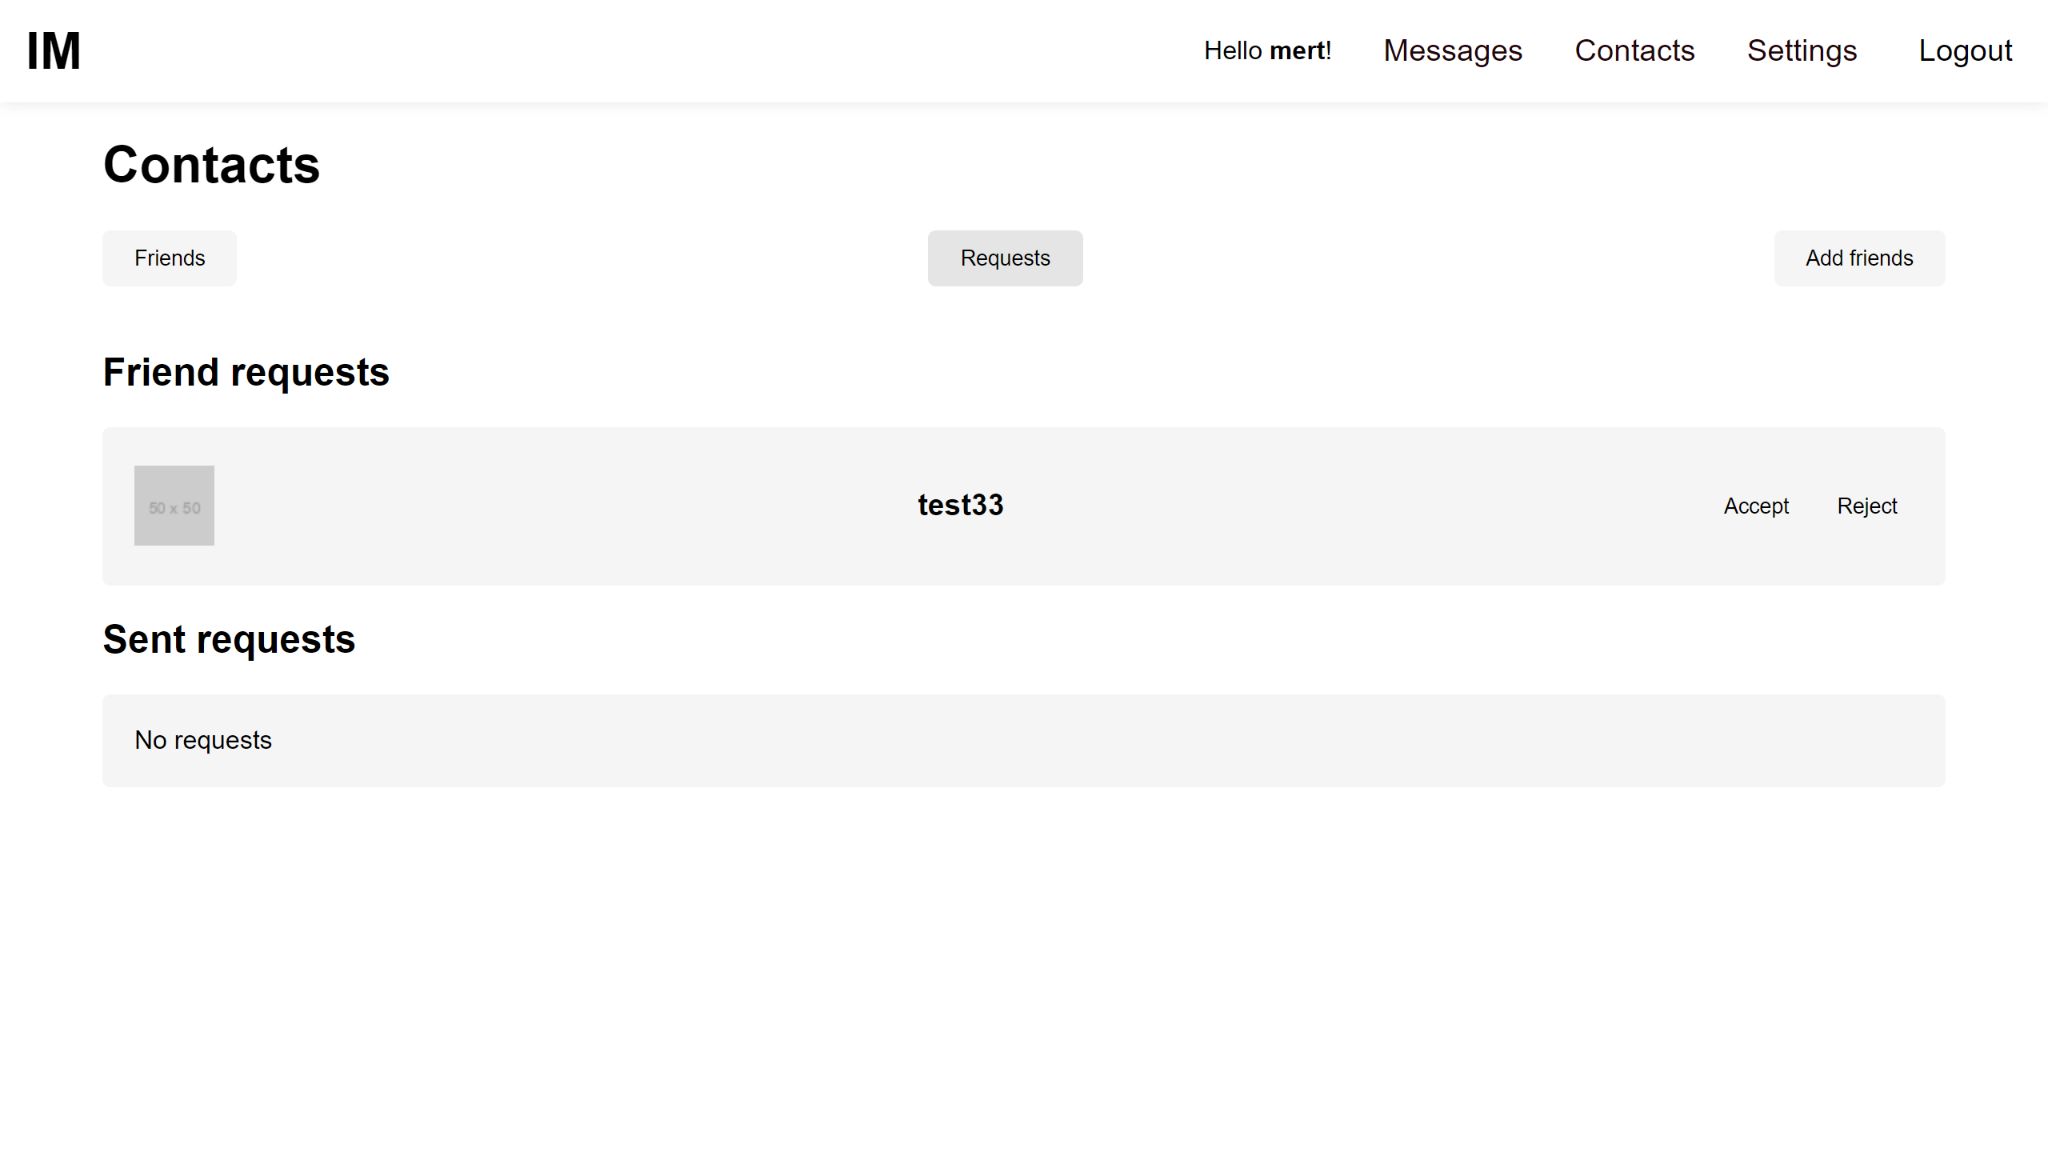 IM
Hello mert! Messages Contacts Settings Logout
Contacts
Friends Requests Add friends
Friend requests
50 x 50 test33 Accept Reject
Sent requests
No requests